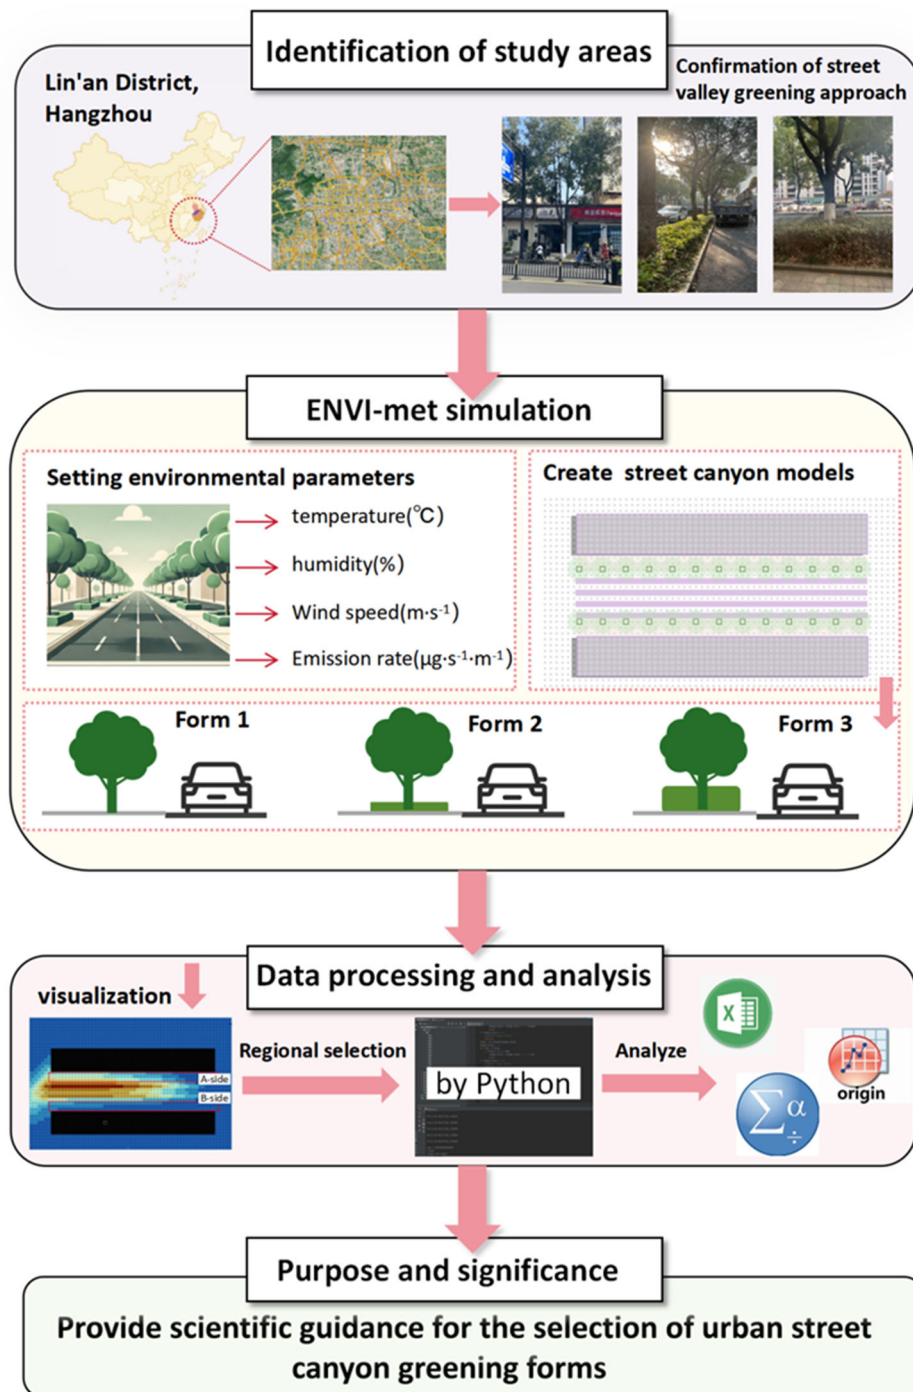 Identification of study areas
Lin'an District,
Hangzhou
Confirmation of street
valley greening approach
ENVI-met simulation
Setting environmental parameters
temperature(℃)
humidity(%)
Wind speed(m·s⁻¹)
Emission rate(μg·s⁻¹·m⁻¹)
Create street canyon models
Form 1
Form 2
Form 3
Data processing and analysis
visualization
A-side
B-side
Regional selection
by Python
Analyze
X
Σ α ÷
origin
Purpose and significance
Provide scientific guidance for the selection of urban street
canyon greening forms